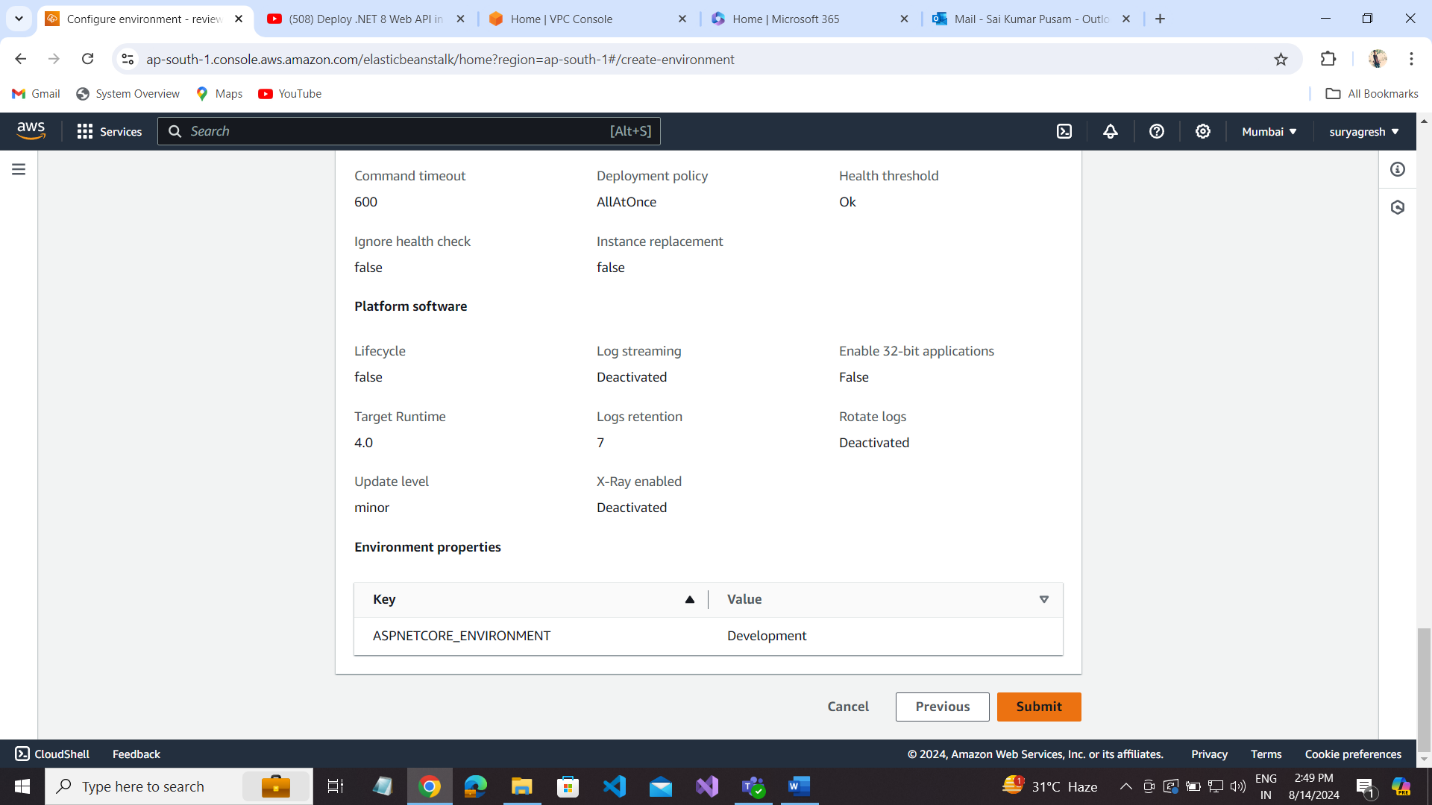 Configure environment - review
(508) Deploy .NET 8 Web API in
Home | VPC Console
Home | Microsoft 365
Mail - Sai Kumar Pusam - Outlo
ap-south-1.console.aws.amazon.com/elasticbeanstalk/home?region=ap-south-1#/create-environment
Gmail
System Overview
Maps
YouTube
All Bookmarks
aws
Services
Search
[Alt+S]
Mumbai
suryagresh
Command timeout
Deployment policy
Health threshold
600
AllAtOnce
Ok
Ignore health check
Instance replacement
false
false
Platform software
Lifecycle
Log streaming
Enable 32-bit applications
false
Deactivated
False
Target Runtime
Logs retention
Rotate logs
4.0
7
Deactivated
Update level
X-Ray enabled
minor
Deactivated
Environment properties
Key
Value
ASPNETCORE_ENVIRONMENT
Development
Cancel
Previous
Submit
CloudShell
Feedback
© 2024, Amazon Web Services, Inc. or its affiliates.
Privacy
Terms
Cookie preferences
Type here to search
31°C Haze
ENG
IN
2:49 PM
8/14/2024